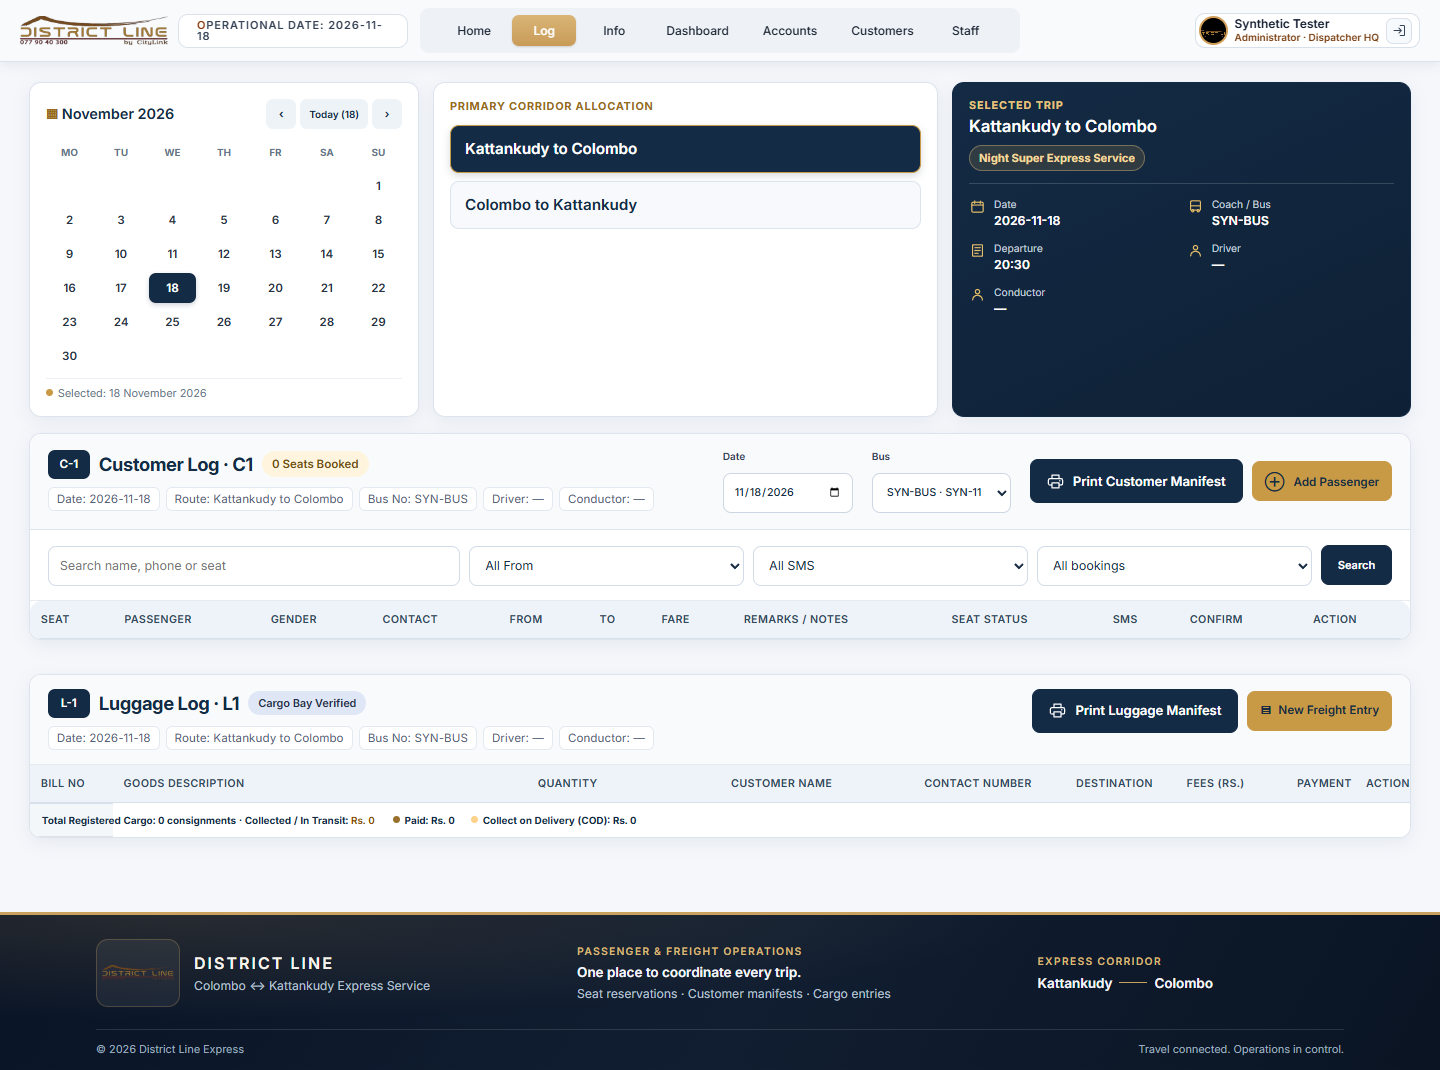 DISTRICT LINE
077 90 40 300 by CityLink
OPERATIONAL DATE: 2026-11-
18
Home Log Info Dashboard Accounts Customers Staff
Synthetic Tester
Administrator · Dispatcher HQ
November 2026
‹ Today (18) ›
MO TU WE TH FR SA SU
1
2 3 4 5 6 7 8
9 10 11 12 13 14 15
16 17 18 19 20 21 22
23 24 25 26 27 28 29
30
Selected: 18 November 2026
PRIMARY CORRIDOR ALLOCATION
Kattankudy to Colombo
Colombo to Kattankudy
SELECTED TRIP
Kattankudy to Colombo
Night Super Express Service
Date
2026-11-18
Coach / Bus
SYN-BUS
Departure
20:30
Driver
—
Conductor
—
C-1 Customer Log · C1 0 Seats Booked
Date: 2026-11-18 Route: Kattankudy to Colombo Bus No: SYN-BUS Driver: — Conductor: —
Date
11/18/2026
Bus
SYN-BUS · SYN-11
Print Customer Manifest
Add Passenger
Search name, phone or seat All From All SMS All bookings Search
SEAT PASSENGER GENDER CONTACT FROM TO FARE REMARKS / NOTES SEAT STATUS SMS CONFIRM ACTION
L-1 Luggage Log · L1 Cargo Bay Verified
Date: 2026-11-18 Route: Kattankudy to Colombo Bus No: SYN-BUS Driver: — Conductor: —
Print Luggage Manifest
New Freight Entry
BILL NO GOODS DESCRIPTION QUANTITY CUSTOMER NAME CONTACT NUMBER DESTINATION FEES (RS.) PAYMENT ACTION
Total Registered Cargo: 0 consignments · Collected / In Transit: Rs. 0 Paid: Rs. 0 Collect on Delivery (COD): Rs. 0
DISTRICT LINE
DISTRICT LINE
Colombo ↔ Kattankudy Express Service
PASSENGER & FREIGHT OPERATIONS
One place to coordinate every trip.
Seat reservations · Customer manifests · Cargo entries
EXPRESS CORRIDOR
Kattankudy Colombo
© 2026 District Line Express
Travel connected. Operations in control.